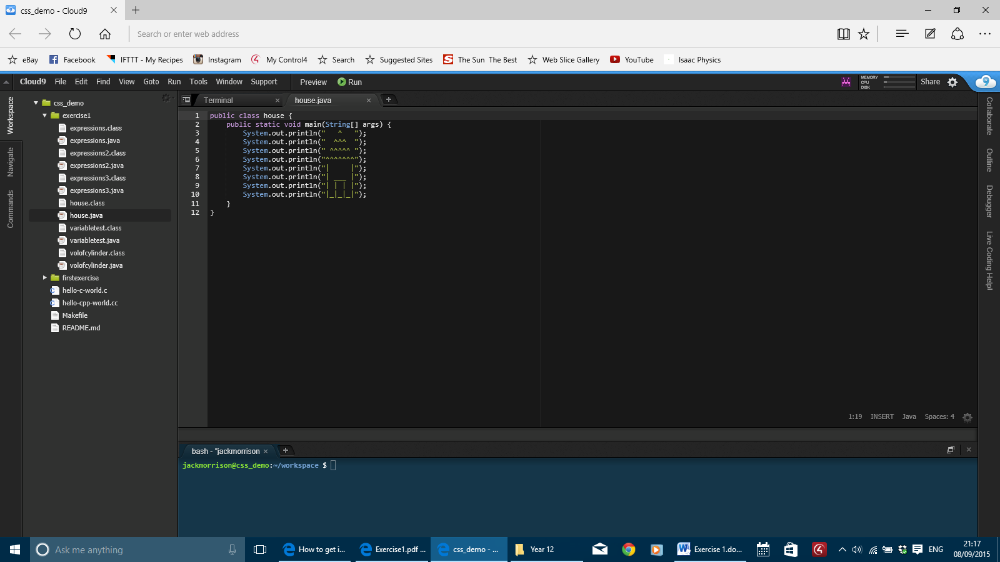 css_demo - Cloud9
Search or enter web address
eBay Facebook IFTTT - My Recipes Instagram My Control4 Search Suggested Sites The Sun The Best Web Slice Gallery YouTube Isaac Physics
Cloud9 File Edit Find View Goto Run Tools Window Support Preview Run MEMORY CPU DISK Share
Workspace
Navigate
Commands
css_demo
exercise1
expressions.class
expressions.java
expressions2.class
expressions2.java
expressions3.class
expressions3.java
house.class
house.java
variabletest.class
variabletest.java
volofcylinder.class
volofcylinder.java
firstexercise
hello-c-world.c
hello-cpp-world.cc
Makefile
README.md
Terminal house.java
1 public class house {
2     public static void main(String[] args) {
3         System.out.println("   ^   ");
4         System.out.println("  ^^^  ");
5         System.out.println(" ^^^^^ ");
6         System.out.println("^^^^^^^");
7         System.out.println("|     |");
8         System.out.println("| ___ |");
9         System.out.println("| | | |");
10         System.out.println("|_|_|_|");
11     }
12 }
1:19 INSERT Java Spaces: 4
Collaborate
Outline
Debugger
Live Coding Help!
bash - "jackmorrison
jackmorrison@css_demo:~/workspace $
Ask me anything
How to get i...
Exercise1.pdf ...
css_demo - ...
Year 12
Exercise 1.do...
ENG
21:17
08/09/2015